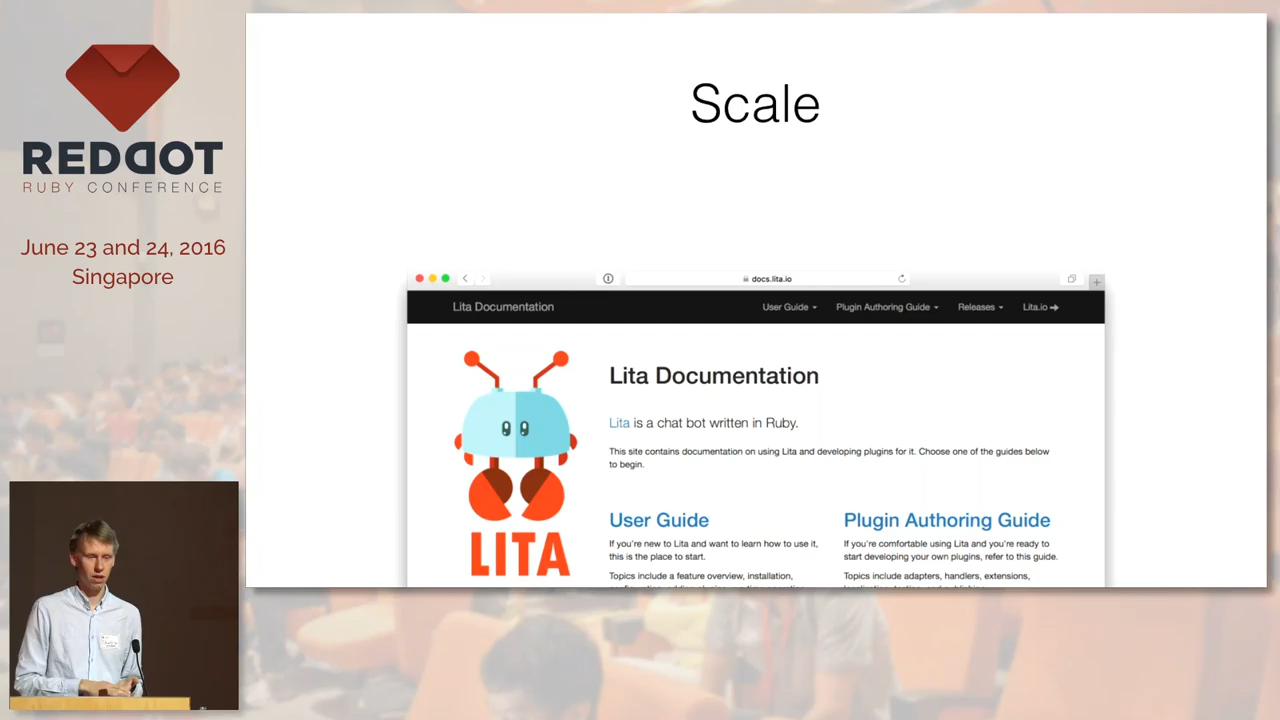 REDDOT
RUBY CONFERENCE
June 23 and 24, 2016
Singapore
Scale
docs.lita.io
Lita Documentation
User Guide
Plugin Authoring Guide
Releases
Lita.io
Lita Documentation
Lita is a chat bot written in Ruby.
This site contains documentation on using Lita and developing plugins for it. Choose one of the guides below
to begin.
LITA
User Guide
If you're new to Lita and want to learn how to use it,
this is the place to start.
Topics include a feature overview, installation,
Plugin Authoring Guide
If you're comfortable using Lita and you're ready to
start developing your own plugins, refer to this guide.
Topics include adapters, handlers, extensions,